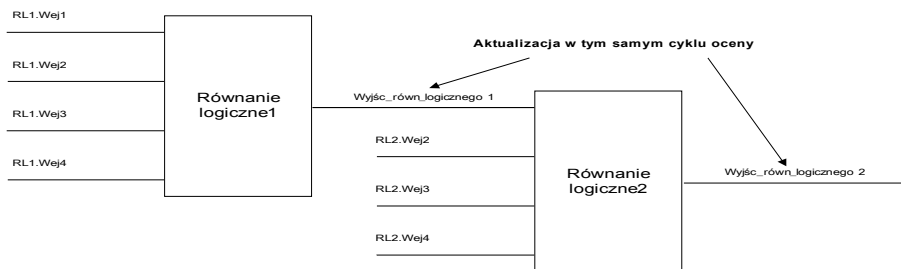 RL1.Wej1
Aktualizacja w tym samym cyklu oceny
RL1.Wej2
Równanie
logiczne1
Wyjśc_równ_logicznego 1
RL1.Wej3
RL2.Wej2
RL1.Wej4
Równanie
logiczne2
Wyjśc_równ_logicznego 2
RL2.Wej3
RL2.Wej4